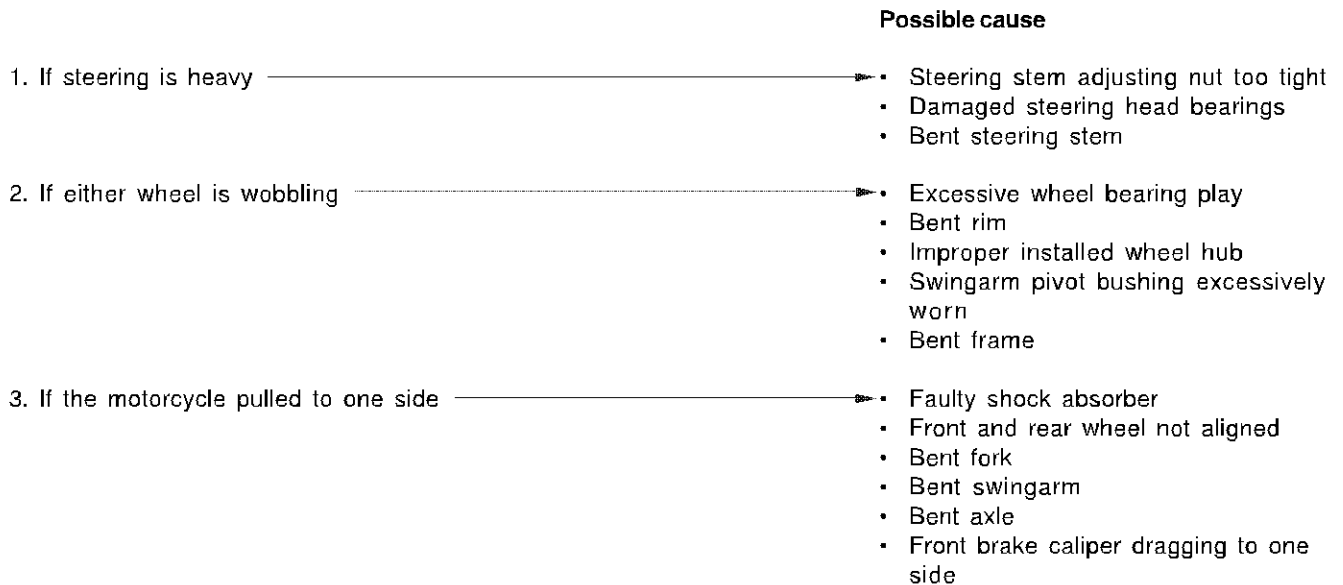 Possible cause
1. If steering is heavy
• Steering stem adjusting nut too tight
• Damaged steering head bearings
• Bent steering stem
2. If either wheel is wobbling
• Excessive wheel bearing play
• Bent rim
• Improper installed wheel hub
• Swingarm pivot bushing excessively
worn
• Bent frame
3. If the motorcycle pulled to one side
• Faulty shock absorber
• Front and rear wheel not aligned
• Bent fork
• Bent swingarm
• Bent axle
• Front brake caliper dragging to one
side